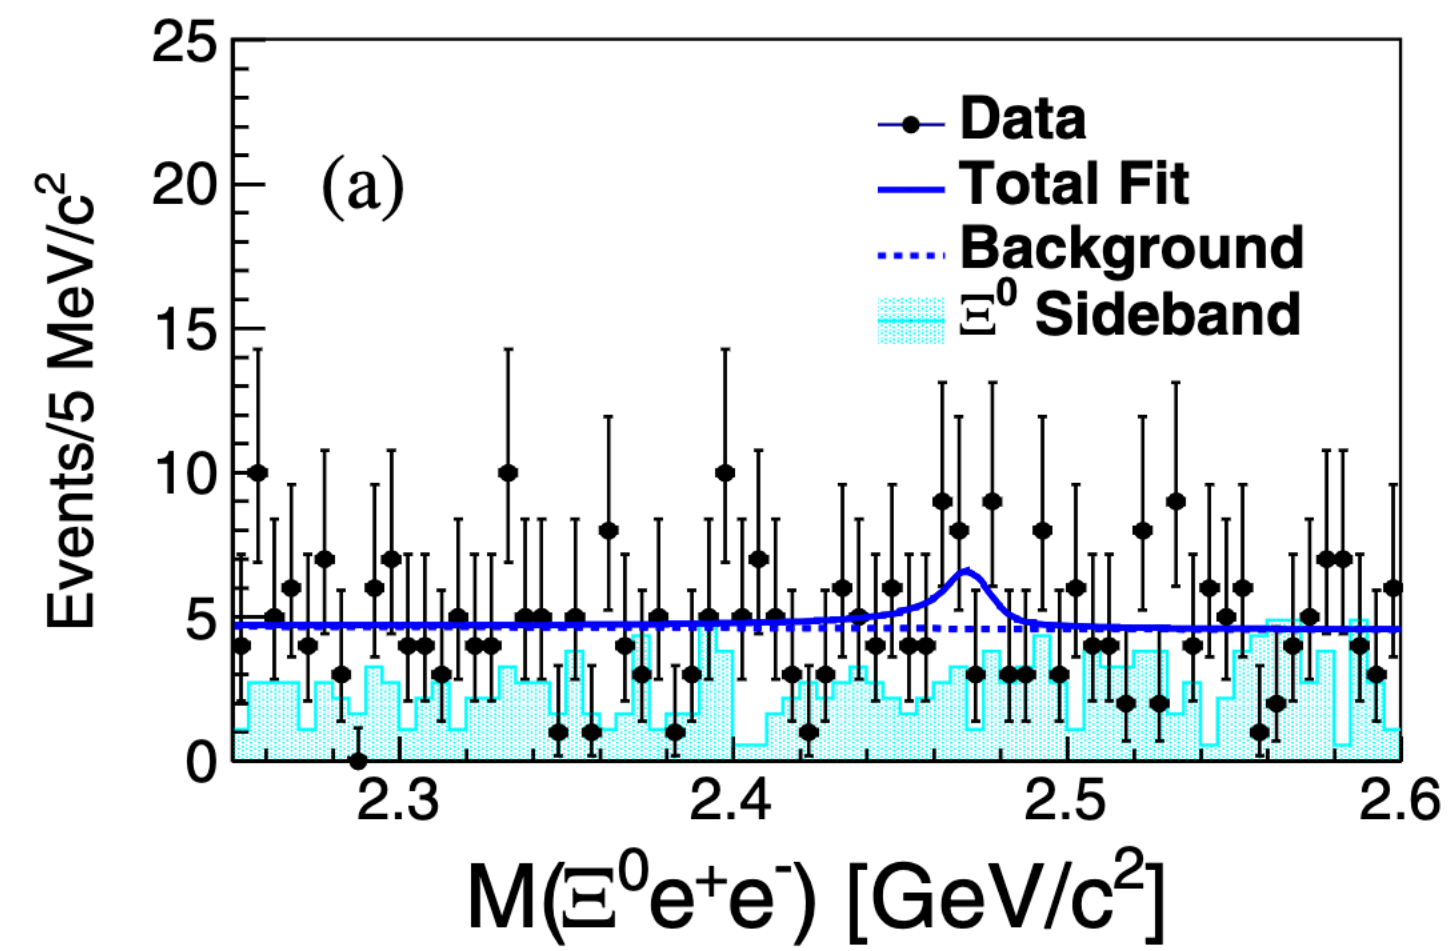 25
20
15
10
5
0
Events/5 MeV/c²
(a)
Data
Total Fit
Background
Ξ⁰ Sideband
2.3 2.4 2.5 2.6
M(Ξ⁰e⁺e⁻) [GeV/c²]